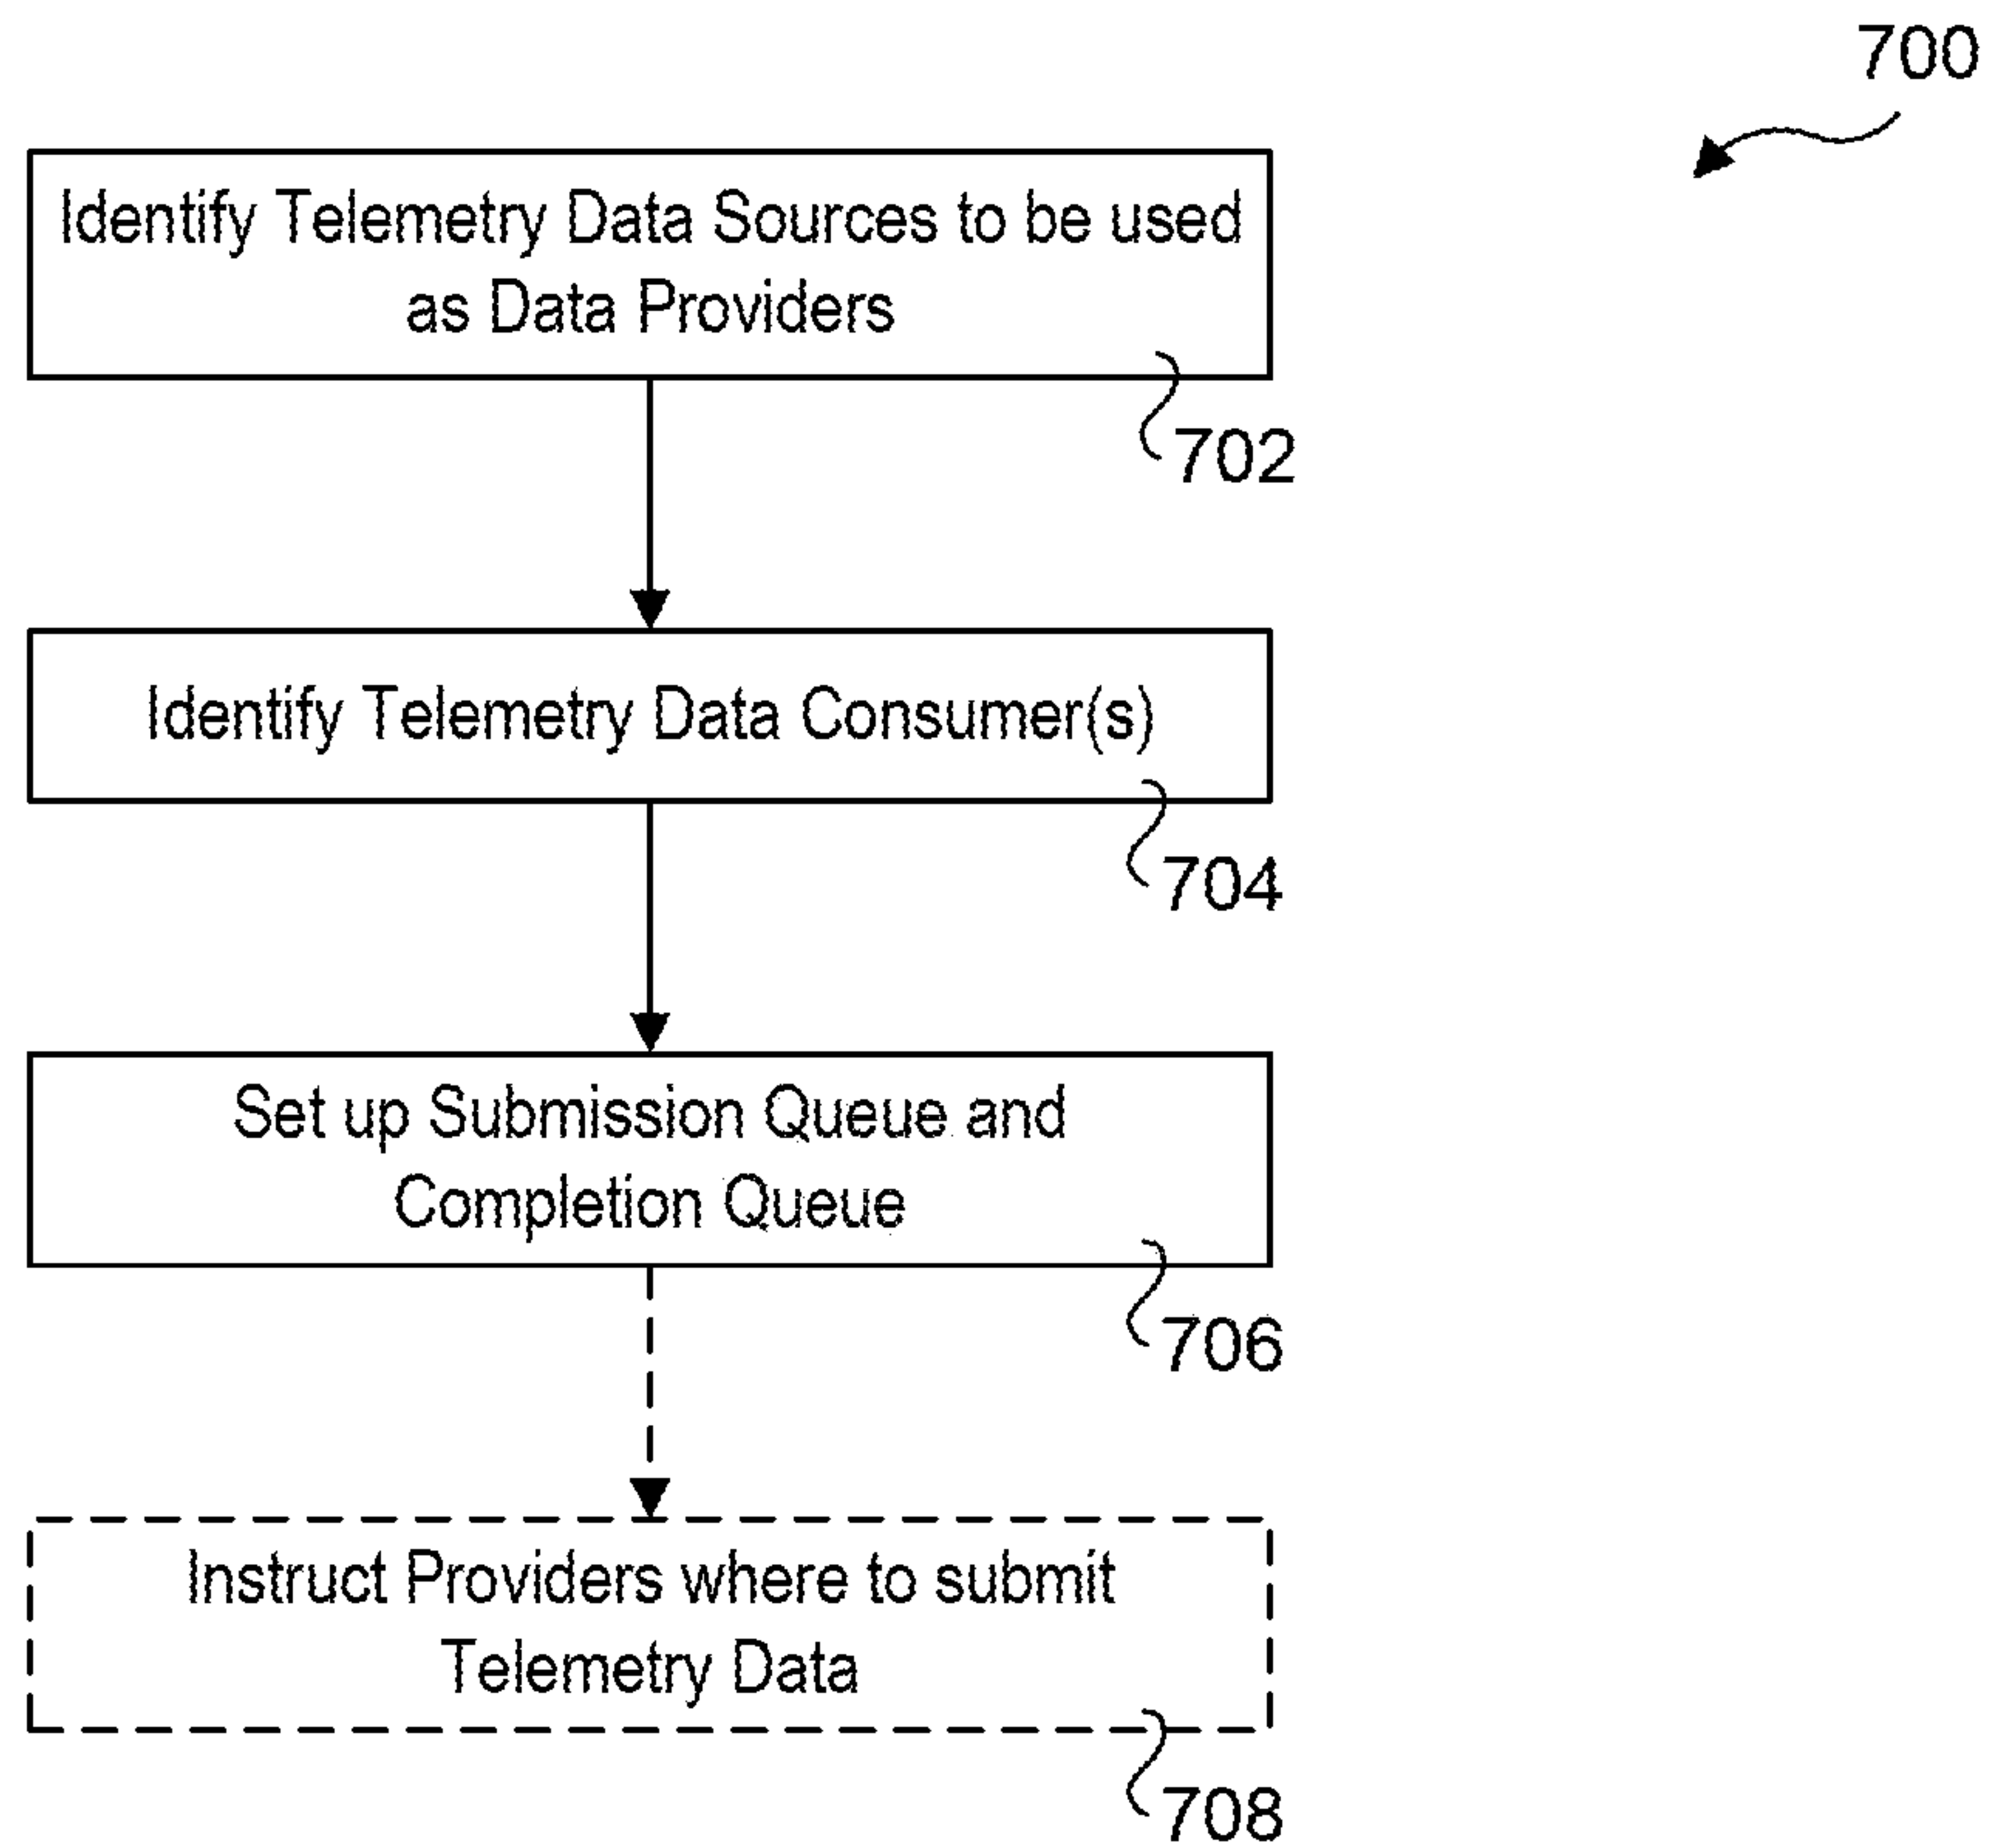 700
Identify Telemetry Data Sources to be used
as Data Providers
702
Identify Telemetry Data Consumer(s)
704
Set up Submission Queue and
Completion Queue
706
Instruct Providers where to submit
Telemetry Data
708